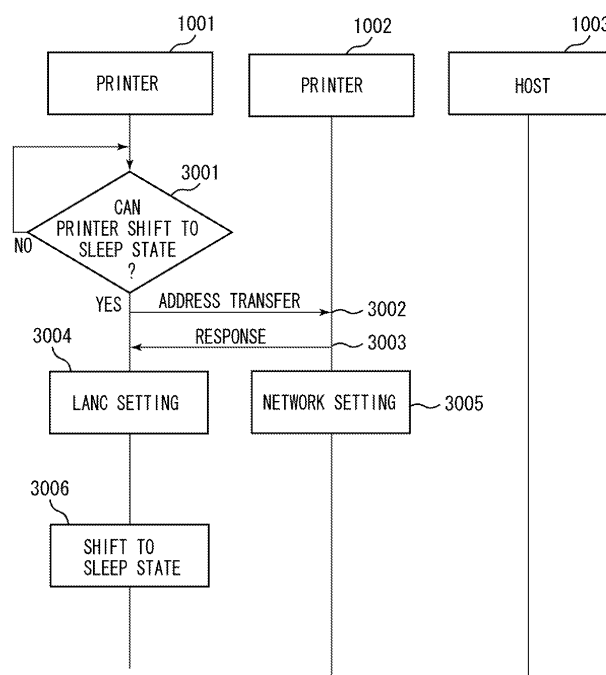 1001
1002
1003
PRINTER
PRINTER
HOST
3001
CAN
PRINTER SHIFT TO
SLEEP STATE
?
NO
YES
ADDRESS TRANSFER
3002
RESPONSE
3003
3004
LANC SETTING
NETWORK SETTING
3005
3006
SHIFT TO
SLEEP STATE